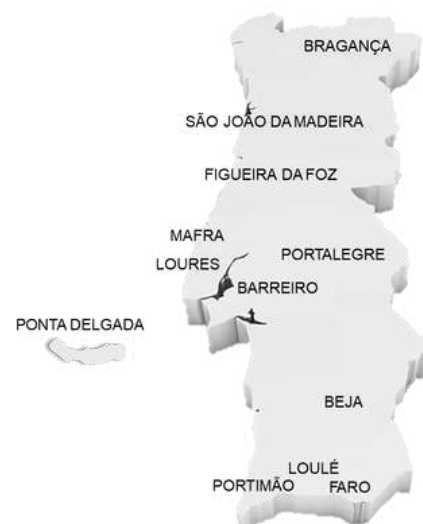 BRAGANÇA
SÃO JOÃO DA MADEIRA
FIGUEIRA DA FOZ
MAFRA
PORTALEGRE
LOURES
BARREIRO
PONTA DELGADA
BEJA
LOULÉ
PORTIMÃO
FARO